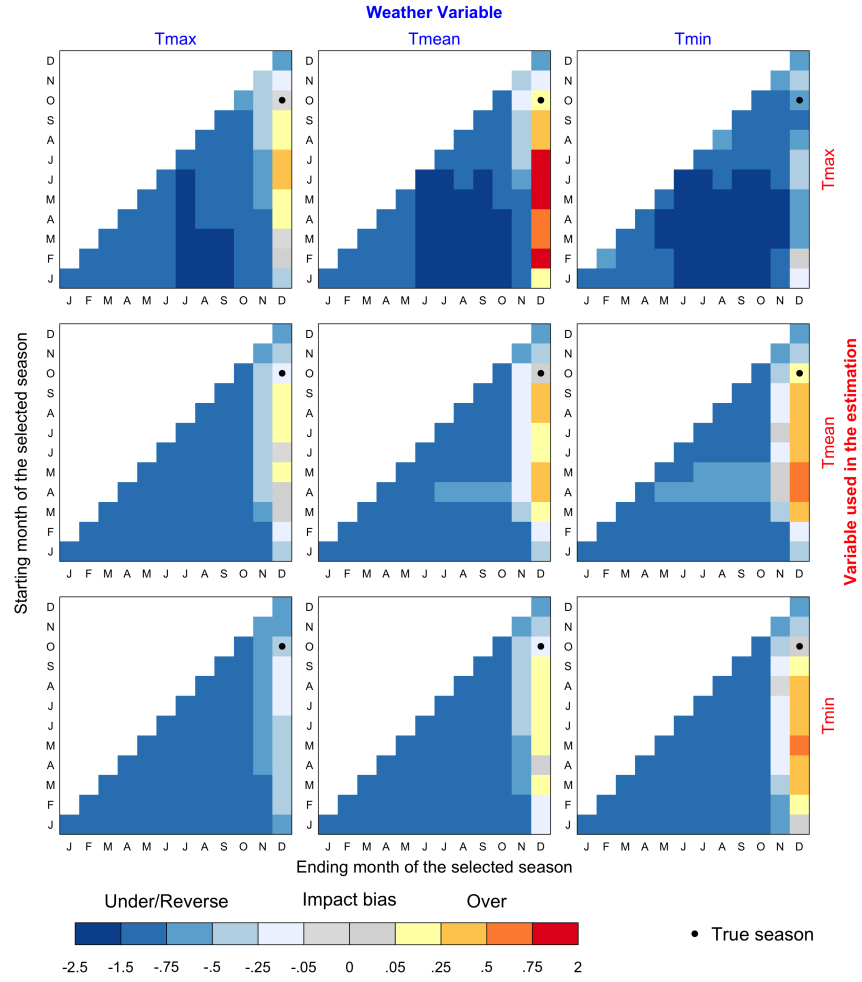 Weather Variable
Tmax Tmean Tmin
D D D
N N N
O O O
S S S
A A A
J J J
J J J
M M M
A A A
M M M
F F F
J J J
J F M A M J J A S O N D J F M A M J J A S O N D J F M A M J J A S O N D
Tmax
D D D
N N N
O O O
S S S
A A A
J J J
J J J
M M M
A A A
M M M
F F F
J J J
J F M A M J J A S O N D J F M A M J J A S O N D J F M A M J J A S O N D
Tmean
D D D
N N N
O O O
S S S
A A A
J J J
J J J
M M M
A A A
M M M
F F F
J J J
J F M A M J J A S O N D J F M A M J J A S O N D J F M A M J J A S O N D
Tmin
Starting month of the selected season
Variable used in the estimation
Ending month of the selected season
Under/Reverse Impact bias Over
-2.5 -1.5 -.75 -.5 -.25 -.05 0 .05 .25 .5 .75 2
True season